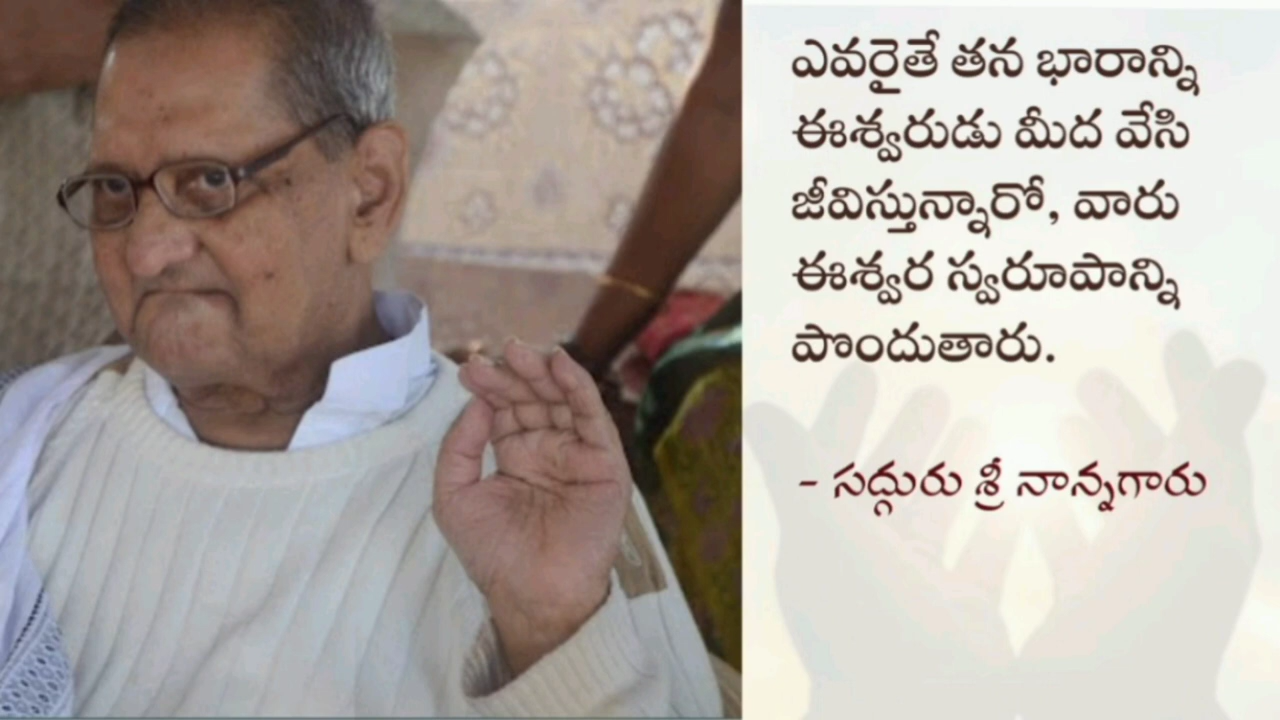 ఎవరైతే తన భారాన్ని
ఈశ్వరుడు మీద వేసి
జీవిస్తున్నారో, వారు
ఈశ్వర స్వరూపాన్ని
పొందుతారు.
- సద్గురు శ్రీ నాన్నగారు